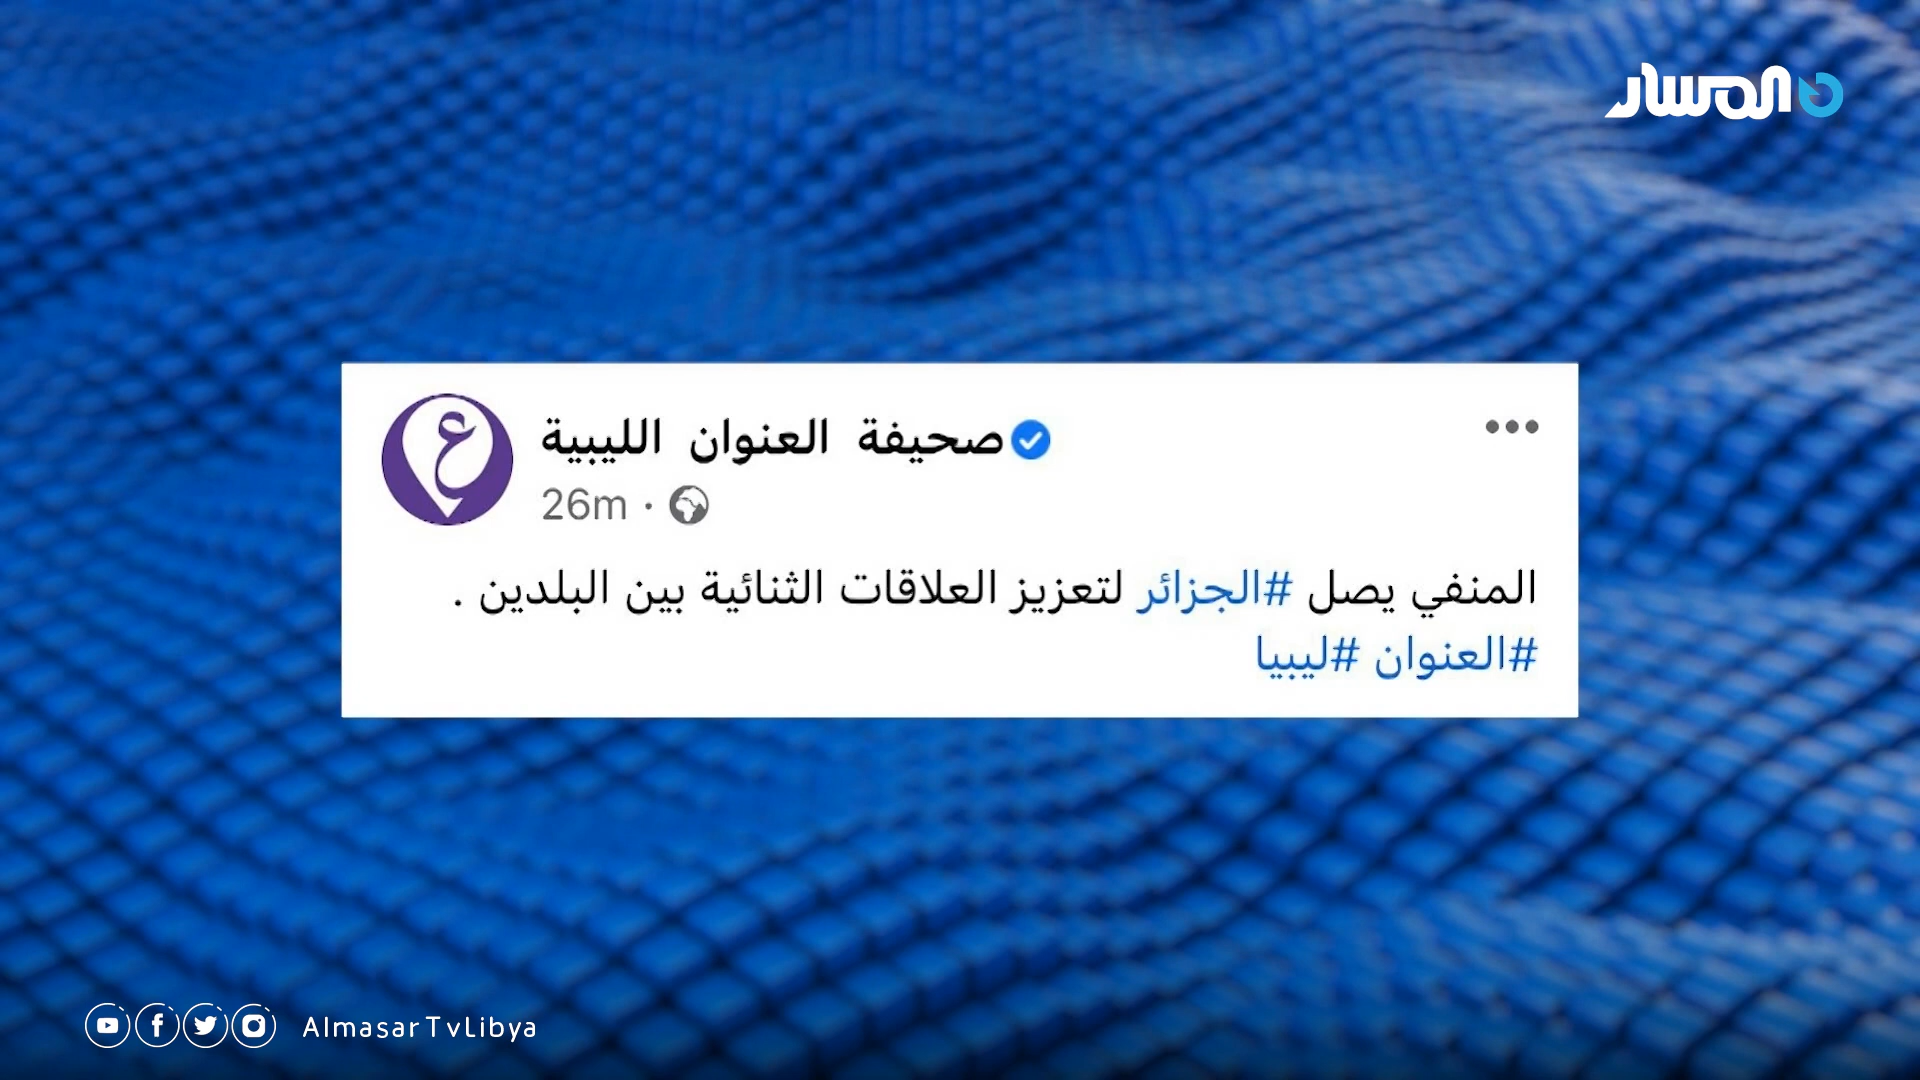 المسار
صحيفة العنوان الليبية
26m ·
المنفي يصل #الجزائر لتعزيز العلاقات الثنائية بين البلدين .
#العنوان #ليبيا
AlmasarTvLibya